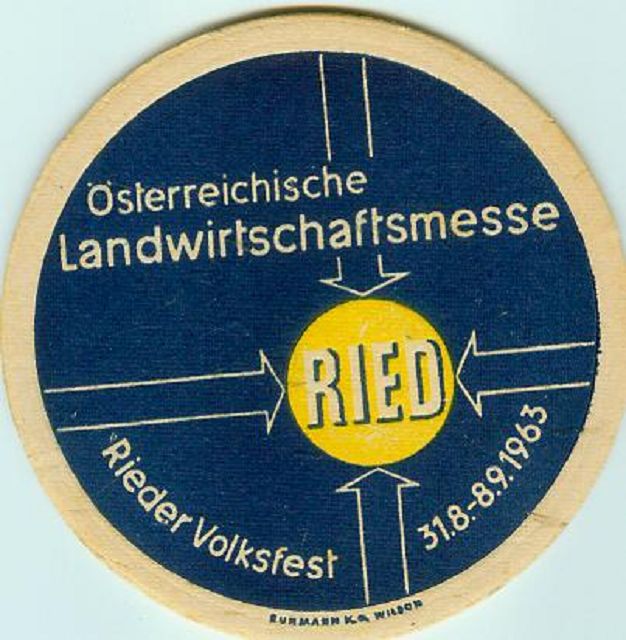 Österreichische
Landwirtschaftsmesse
RIED
Rieder Volksfest
31.8.-8.9.1963